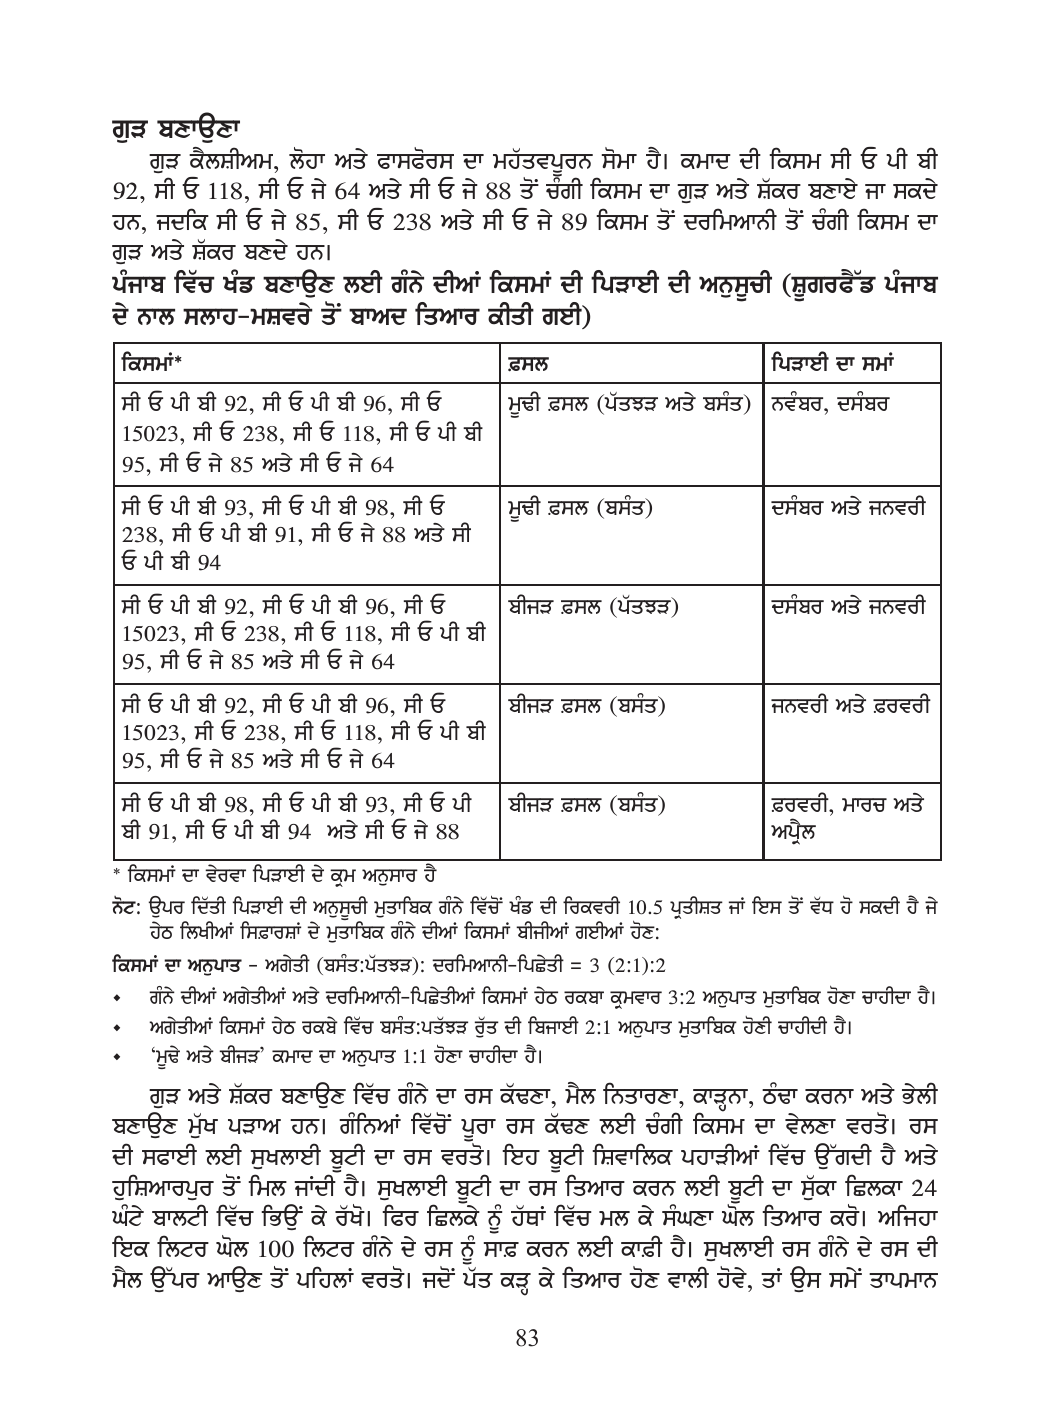 ਗੁੜ ਬਣਾਉਣਾ
ਗੁੜ ਕੈਲਸ਼ੀਅਮ, ਲੋਹਾ ਅਤੇ ਫਾਸਫੋਰਸ ਦਾ ਮਹੱਤਵਪੂਰਨ ਸੋਮਾ ਹੈ। ਕਮਾਦ ਦੀ ਕਿਸਮ ਸੀ ਓ ਪੀ ਬੀ
92, ਸੀ ਓ 118, ਸੀ ਓ ਜੇ 64 ਅਤੇ ਸੀ ਓ ਜੇ 88 ਤੋਂ ਚੰਗੀ ਕਿਸਮ ਦਾ ਗੁੜ ਅਤੇ ਸ਼ੱਕਰ ਬਣਾਏ ਜਾ ਸਕਦੇ
ਹਨ, ਜਦਕਿ ਸੀ ਓ ਜੇ 85, ਸੀ ਓ 238 ਅਤੇ ਸੀ ਓ ਜੇ 89 ਕਿਸਮ ਤੋਂ ਦਰਮਿਆਨੀ ਤੋਂ ਚੰਗੀ ਕਿਸਮ ਦਾ
ਗੁੜ ਅਤੇ ਸ਼ੱਕਰ ਬਣਦੇ ਹਨ।
ਪੰਜਾਬ ਵਿੱਚ ਖੰਡ ਬਣਾਉਣ ਲਈ ਗੰਨੇ ਦੀਆਂ ਕਿਸਮਾਂ ਦੀ ਪਿੜਾਈ ਦੀ ਅਨੁਸੂਚੀ (ਸ਼ੂਗਰਫੈੱਡ ਪੰਜਾਬ
ਦੇ ਨਾਲ ਸਲਾਹ-ਮਸ਼ਵਰੇ ਤੋਂ ਬਾਅਦ ਤਿਆਰ ਕੀਤੀ ਗਈ)
ਕਿਸਮਾਂ* ਫ਼ਸਲ ਪਿੜਾਈ ਦਾ ਸਮਾਂ
ਸੀ ਓ ਪੀ ਬੀ 92, ਸੀ ਓ ਪੀ ਬੀ 96, ਸੀ ਓ ਮੂਢੀ ਫ਼ਸਲ (ਪੱਤਝੜ ਅਤੇ ਬਸੰਤ) ਨਵੰਬਰ, ਦਸੰਬਰ
15023, ਸੀ ਓ 238, ਸੀ ਓ 118, ਸੀ ਓ ਪੀ ਬੀ
95, ਸੀ ਓ ਜੇ 85 ਅਤੇ ਸੀ ਓ ਜੇ 64
ਸੀ ਓ ਪੀ ਬੀ 93, ਸੀ ਓ ਪੀ ਬੀ 98, ਸੀ ਓ ਮੂਢੀ ਫ਼ਸਲ (ਬਸੰਤ) ਦਸੰਬਰ ਅਤੇ ਜਨਵਰੀ
238, ਸੀ ਓ ਪੀ ਬੀ 91, ਸੀ ਓ ਜੇ 88 ਅਤੇ ਸੀ
ਓ ਪੀ ਬੀ 94
ਸੀ ਓ ਪੀ ਬੀ 92, ਸੀ ਓ ਪੀ ਬੀ 96, ਸੀ ਓ ਬੀਜੜ ਫ਼ਸਲ (ਪੱਤਝੜ) ਦਸੰਬਰ ਅਤੇ ਜਨਵਰੀ
15023, ਸੀ ਓ 238, ਸੀ ਓ 118, ਸੀ ਓ ਪੀ ਬੀ
95, ਸੀ ਓ ਜੇ 85 ਅਤੇ ਸੀ ਓ ਜੇ 64
ਸੀ ਓ ਪੀ ਬੀ 92, ਸੀ ਓ ਪੀ ਬੀ 96, ਸੀ ਓ ਬੀਜੜ ਫ਼ਸਲ (ਬਸੰਤ) ਜਨਵਰੀ ਅਤੇ ਫ਼ਰਵਰੀ
15023, ਸੀ ਓ 238, ਸੀ ਓ 118, ਸੀ ਓ ਪੀ ਬੀ
95, ਸੀ ਓ ਜੇ 85 ਅਤੇ ਸੀ ਓ ਜੇ 64
ਸੀ ਓ ਪੀ ਬੀ 98, ਸੀ ਓ ਪੀ ਬੀ 93, ਸੀ ਓ ਪੀ ਬੀਜੜ ਫ਼ਸਲ (ਬਸੰਤ) ਫ਼ਰਵਰੀ, ਮਾਰਚ ਅਤੇ
ਬੀ 91, ਸੀ ਓ ਪੀ ਬੀ 94 ਅਤੇ ਸੀ ਓ ਜੇ 88 ਅਪ੍ਰੈਲ
* ਕਿਸਮਾਂ ਦਾ ਵੇਰਵਾ ਪਿੜਾਈ ਦੇ ਕ੍ਰਮ ਅਨੁਸਾਰ ਹੈ
ਨੋਟ: ਉਪਰ ਦਿੱਤੀ ਪਿੜਾਈ ਦੀ ਅਨੁਸੂਚੀ ਮੁਤਾਬਿਕ ਗੰਨੇ ਵਿੱਚੋਂ ਖੰਡ ਦੀ ਰਿਕਵਰੀ 10.5 ਪ੍ਰਤੀਸ਼ਤ ਜਾਂ ਇਸ ਤੋਂ ਵੱਧ ਹੋ ਸਕਦੀ ਹੈ ਜੇ
ਹੇਠ ਲਿਖੀਆਂ ਸਿਫ਼ਾਰਸ਼ਾਂ ਦੇ ਮੁਤਾਬਿਕ ਗੰਨੇ ਦੀਆਂ ਕਿਸਮਾਂ ਬੀਜੀਆਂ ਗਈਆਂ ਹੋਣ:
ਕਿਸਮਾਂ ਦਾ ਅਨੁਪਾਤ - ਅਗੇਤੀ (ਬਸੰਤ:ਪੱਤਝੜ): ਦਰਮਿਆਨੀ-ਪਿਛੇਤੀ = 3 (2:1):2
⬩ ਗੰਨੇ ਦੀਆਂ ਅਗੇਤੀਆਂ ਅਤੇ ਦਰਮਿਆਨੀ-ਪਿਛੇਤੀਆਂ ਕਿਸਮਾਂ ਹੇਠ ਰਕਬਾ ਕ੍ਰਮਵਾਰ 3:2 ਅਨੁਪਾਤ ਮੁਤਾਬਿਕ ਹੋਣਾ ਚਾਹੀਦਾ ਹੈ।
⬩ ਅਗੇਤੀਆਂ ਕਿਸਮਾਂ ਹੇਠ ਰਕਬੇ ਵਿੱਚ ਬਸੰਤ:ਪਤੱਝੜ ਰੁੱਤ ਦੀ ਬਿਜਾਈ 2:1 ਅਨੁਪਾਤ ਮੁਤਾਬਿਕ ਹੋਣੀ ਚਾਹੀਦੀ ਹੈ।
⬩ ‘ਮੂਢੇ ਅਤੇ ਬੀਜੜ’ ਕਮਾਦ ਦਾ ਅਨੁਪਾਤ 1:1 ਹੋਣਾ ਚਾਹੀਦਾ ਹੈ।
ਗੁੜ ਅਤੇ ਸ਼ੱਕਰ ਬਣਾਉਣ ਵਿੱਚ ਗੰਨੇ ਦਾ ਰਸ ਕੱਢਣਾ, ਮੈਲ ਨਿਤਾਰਣਾ, ਕਾੜ੍ਹਨਾ, ਠੰਢਾ ਕਰਨਾ ਅਤੇ ਭੇਲੀ
ਬਣਾਉਣ ਮੁੱਖ ਪੜਾਅ ਹਨ। ਗੰਨਿਆਂ ਵਿੱਚੋਂ ਪੂਰਾ ਰਸ ਕੱਢਣ ਲਈ ਚੰਗੀ ਕਿਸਮ ਦਾ ਵੇਲਣਾ ਵਰਤੋ। ਰਸ
ਦੀ ਸਫਾਈ ਲਈ ਸੁਖਲਾਈ ਬੂਟੀ ਦਾ ਰਸ ਵਰਤੋ। ਇਹ ਬੂਟੀ ਸ਼ਿਵਾਲਿਕ ਪਹਾੜੀਆਂ ਵਿੱਚ ਉੱਗਦੀ ਹੈ ਅਤੇ
ਹੁਸ਼ਿਆਰਪੁਰ ਤੋਂ ਮਿਲ ਜਾਂਦੀ ਹੈ। ਸੁਖਲਾਈ ਬੂਟੀ ਦਾ ਰਸ ਤਿਆਰ ਕਰਨ ਲਈ ਬੂਟੀ ਦਾ ਸੁੱਕਾ ਛਿਲਕਾ 24
ਘੰਟੇ ਬਾਲਟੀ ਵਿੱਚ ਭਿਉਂ ਕੇ ਰੱਖੋ। ਫਿਰ ਛਿਲਕੇ ਨੂੰ ਹੱਥਾਂ ਵਿੱਚ ਮਲ ਕੇ ਸੰਘਣਾ ਘੋਲ ਤਿਆਰ ਕਰੋ। ਅਜਿਹਾ
ਇਕ ਲਿਟਰ ਘੋਲ 100 ਲਿਟਰ ਗੰਨੇ ਦੇ ਰਸ ਨੂੰ ਸਾਫ਼ ਕਰਨ ਲਈ ਕਾਫ਼ੀ ਹੈ। ਸੁਖਲਾਈ ਰਸ ਗੰਨੇ ਦੇ ਰਸ ਦੀ
ਮੈਲ ਉੱਪਰ ਆਉਣ ਤੋਂ ਪਹਿਲਾਂ ਵਰਤੋ। ਜਦੋਂ ਪੱਤ ਕੜ੍ਹ ਕੇ ਤਿਆਰ ਹੋਣ ਵਾਲੀ ਹੋਵੇ, ਤਾਂ ਉਸ ਸਮੇਂ ਤਾਪਮਾਨ
83